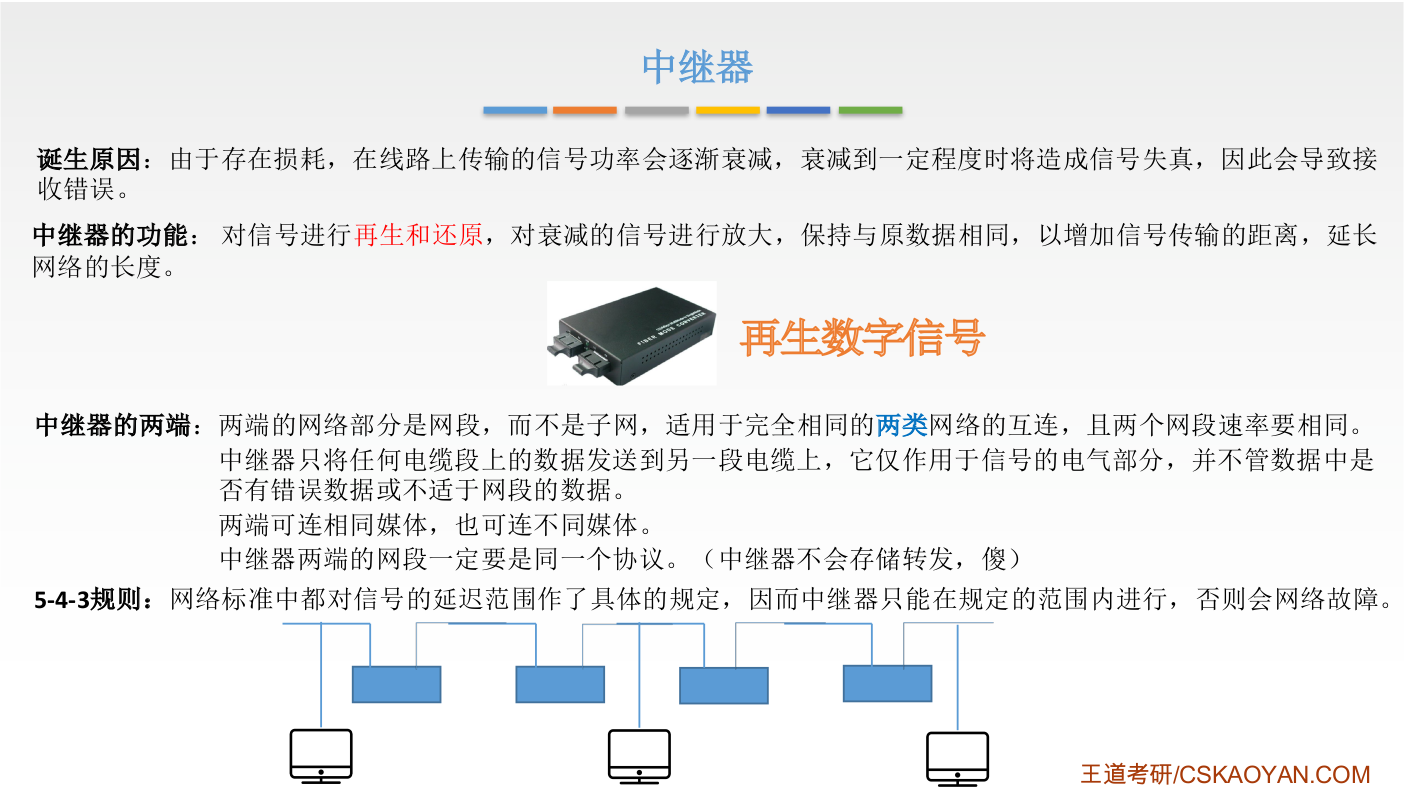 中继器
诞生原因：由于存在损耗，在线路上传输的信号功率会逐渐衰减，衰减到一定程度时将造成信号失真，因此会导致接
收错误。
中继器的功能： 对信号进行再生和还原，对衰减的信号进行放大，保持与原数据相同，以增加信号传输的距离，延长
网络的长度。
FIBER MODE CONVERTER
再生数字信号
中继器的两端：两端的网络部分是网段，而不是子网，适用于完全相同的两类网络的互连，且两个网段速率要相同。
中继器只将任何电缆段上的数据发送到另一段电缆上，它仅作用于信号的电气部分，并不管数据中是
否有错误数据或不适于网段的数据。
两端可连相同媒体，也可连不同媒体。
中继器两端的网段一定要是同一个协议。（中继器不会存储转发，傻）
5-4-3规则：网络标准中都对信号的延迟范围作了具体的规定，因而中继器只能在规定的范围内进行，否则会网络故障。
王道考研/CSKAOYAN.COM